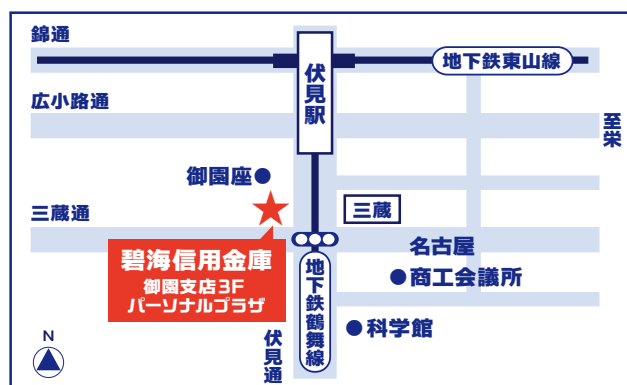 錦通
地下鉄東山線
伏見駅
広小路通
至栄
御園座
三蔵通
三蔵
碧海信用金庫
御園支店3F
パーソナルプラザ
名古屋
商工会議所
地下鉄鶴舞線
科学館
伏見通
N